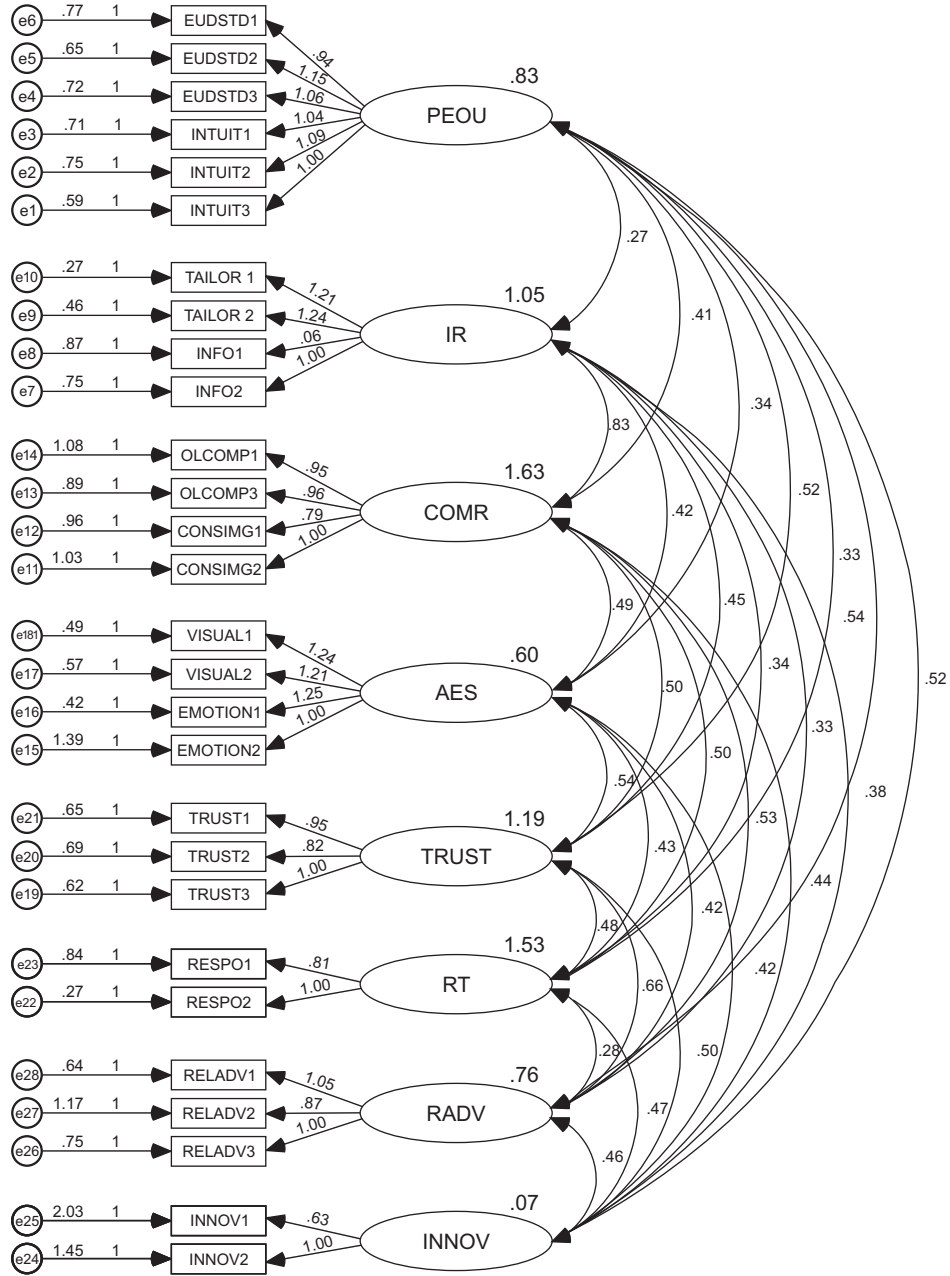 e6 .77 1 EUDSTD1 .94
e5 .65 1 EUDSTD2 1.15
e4 .72 1 EUDSTD3 1.06
e3 .71 1 INTUIT1 1.04
e2 .75 1 INTUIT2 1.09
e1 .59 1 INTUIT3 1.00
.83
PEOU
.27
e10 .27 1 TAILOR 1 1.21
e9 .46 1 TAILOR 2 1.24
e8 .87 1 INFO1 .06
e7 .75 1 INFO2 1.00
1.05
IR
.41
.34
.83
e14 1.08 1 OLCOMP1 .95
e13 .89 1 OLCOMP3 .96
e12 .96 1 CONSIMG1 .79
e11 1.03 1 CONSIMG2 1.00
1.63
COMR
.52
.42
.33
.49
.45
.54
e181 .49 1 VISUAL1 1.24
e17 .57 1 VISUAL2 1.21
e16 .42 1 EMOTION1 1.25
e15 1.39 1 EMOTION2 1.00
.60
AES
.34
.52
.50
.33
.50
.54
.38
e21 .65 1 TRUST1 .95
e20 .69 1 TRUST2 .82
e19 .62 1 TRUST3 1.00
1.19
TRUST
.53
.43
.44
.42
.48
.42
e23 .84 1 RESPO1 .81
e22 .27 1 RESPO2 1.00
1.53
RT
.66
.28
.50
e28 .64 1 RELADV1 1.05
e27 1.17 1 RELADV2 .87
e26 .75 1 RELADV3 1.00
.76
RADV
.47
.46
e25 2.03 1 INNOV1 .63
e24 1.45 1 INNOV2 1.00
.07
INNOV